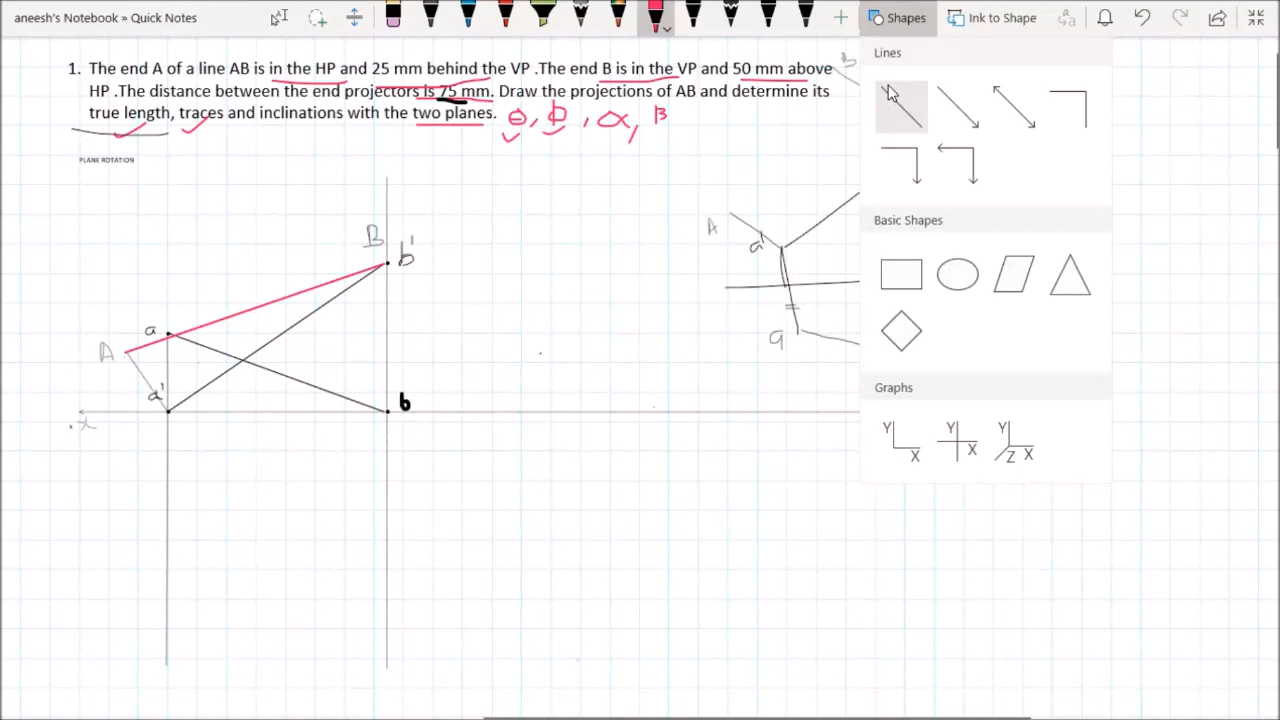 aneesh's Notebook » Quick Notes
Shapes
Ink to Shape
Lines
1. The end A of a line AB is in the HP and 25 mm behind the VP .The end B is in the VP and 50 mm above
HP .The distance between the end projectors is 75 mm. Draw the projections of AB and determine its
true length, traces and inclinations with the two planes. θ, Φ, α, β
PLANE ROTATION
Basic Shapes
Graphs
Y X
Y X
Y Z X
B b'
a
A
a'
b
x
B
A
a'
a